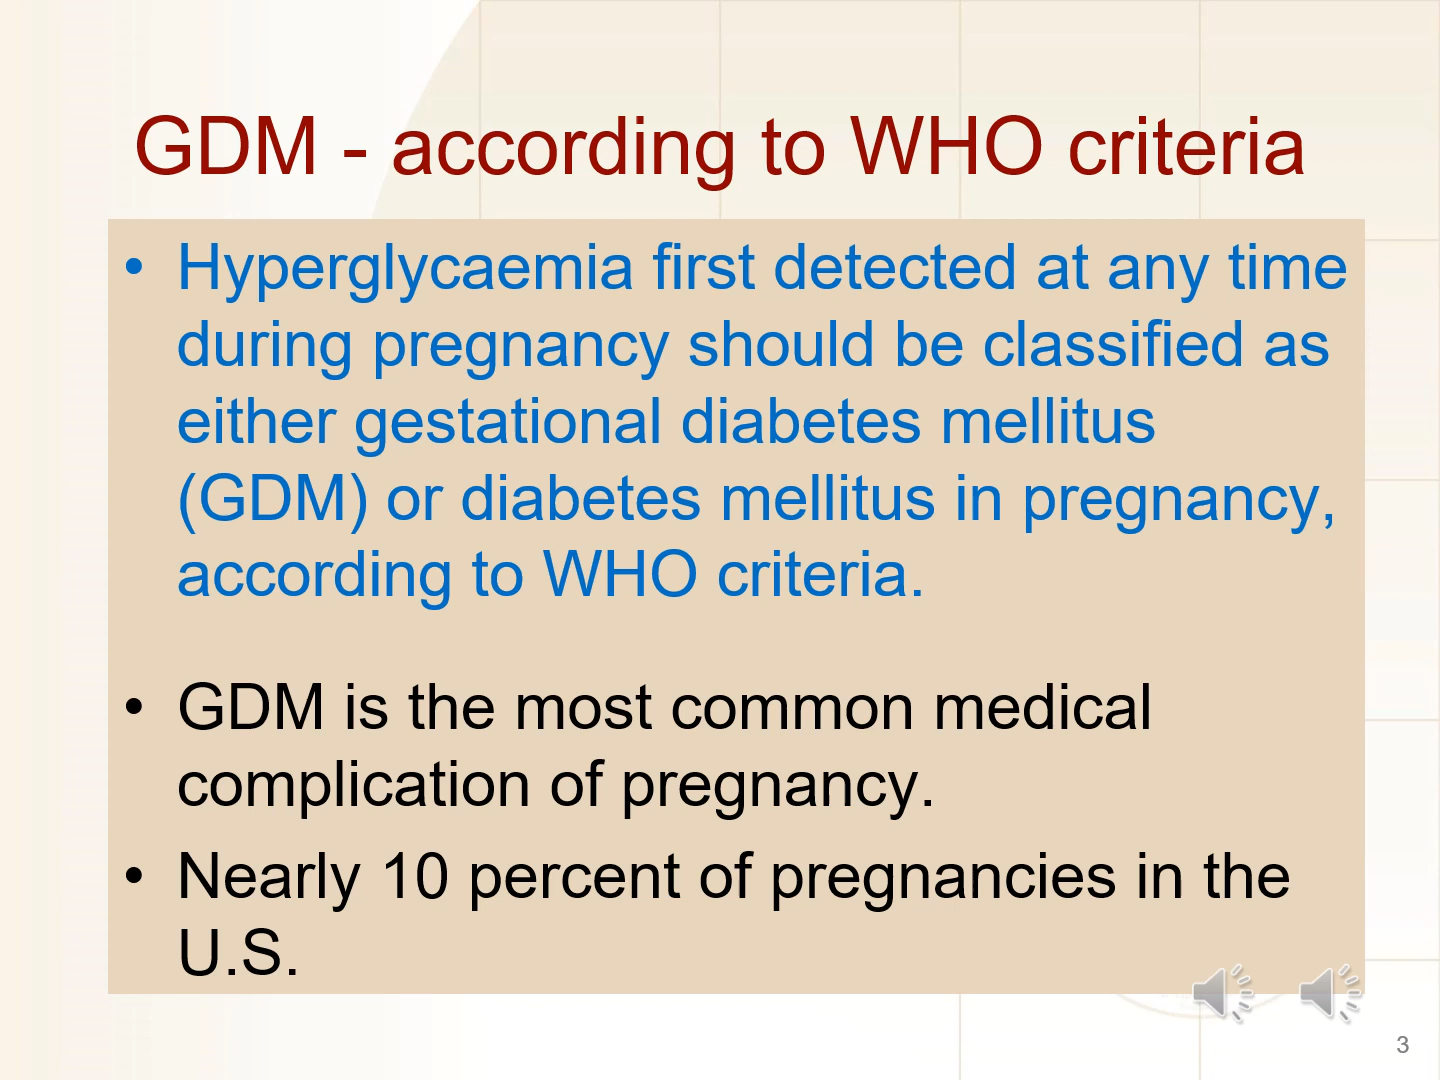 GDM - according to WHO criteria
• Hyperglycaemia first detected at any time
during pregnancy should be classified as
either gestational diabetes mellitus
(GDM) or diabetes mellitus in pregnancy,
according to WHO criteria.
• GDM is the most common medical
complication of pregnancy.
• Nearly 10 percent of pregnancies in the
U.S.
3